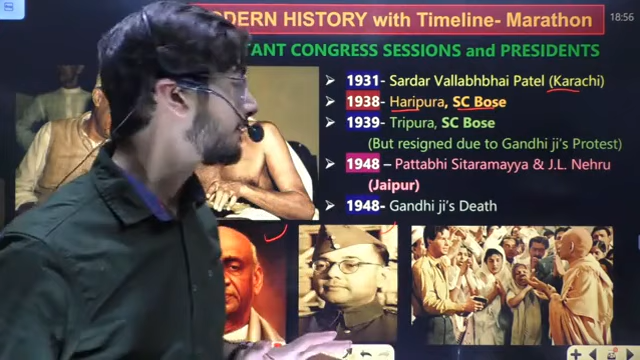 ODERN HISTORY with Timeline- Marathon
18:56
TANT CONGRESS SESSIONS and PRESIDENTS
➢ 1931- Sardar Vallabhbhai Patel (Karachi)
➢ 1938- Haripura, SC Bose
➢ 1939- Tripura, SC Bose
(But resigned due to Gandhi ji's Protest)
➢ 1948 – Pattabhi Sitaramayya & J.L. Nehru
(Jaipur)
➢ 1948- Gandhi ji's Death